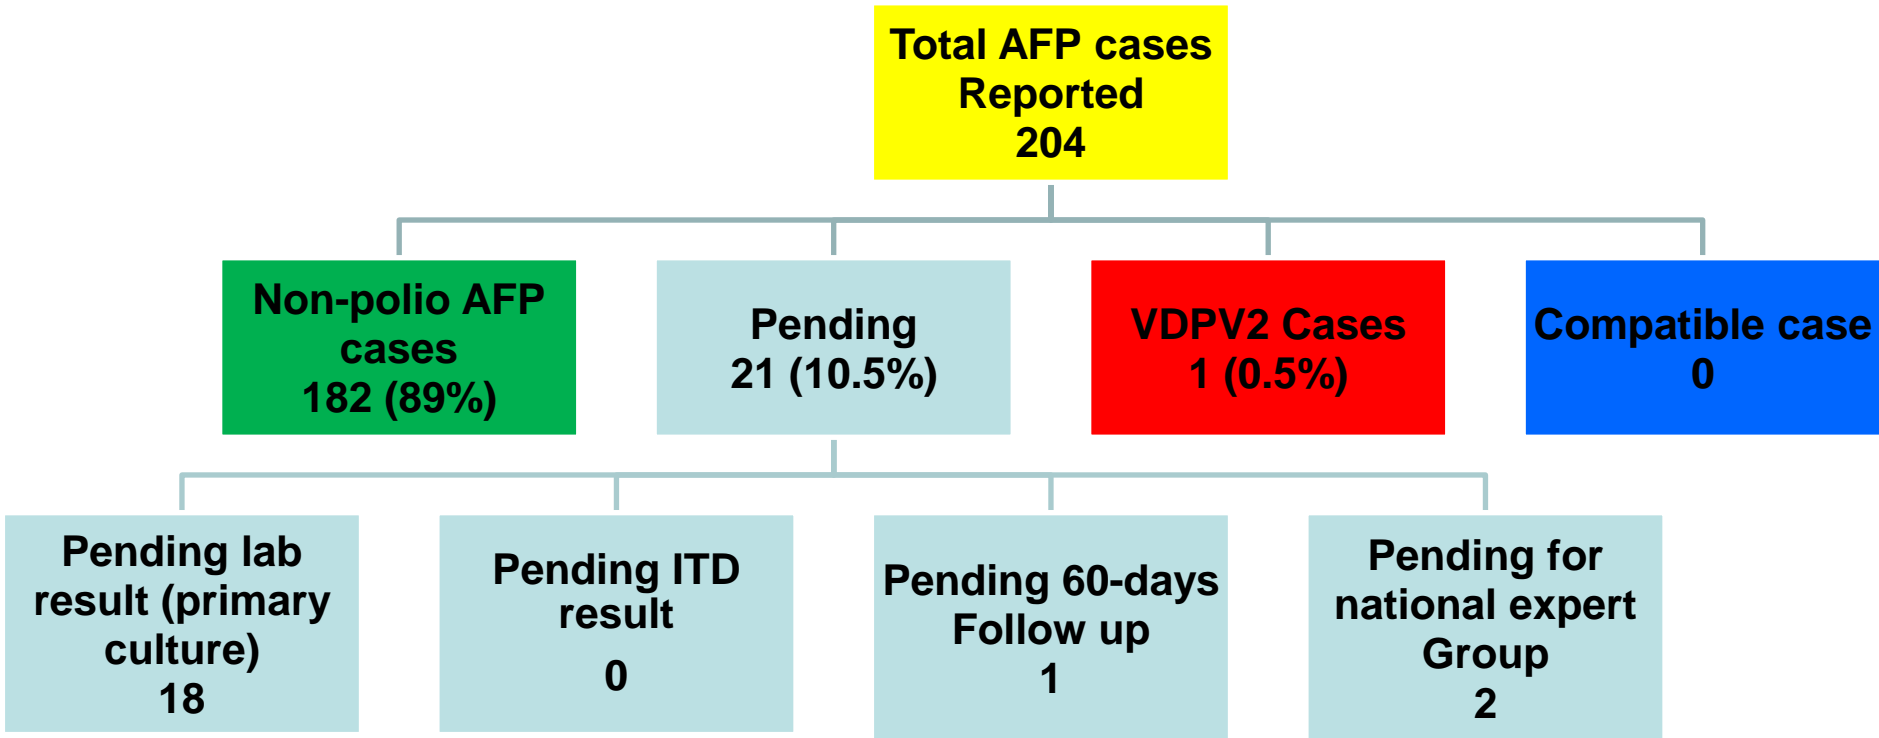 Total AFP cases
Reported
204
Non-polio AFP
cases
182 (89%)
Pending
21 (10.5%)
VDPV2 Cases
1 (0.5%)
Compatible case
0
Pending lab
result (primary
culture)
18
Pending ITD
result
0
Pending 60-days
Follow up
1
Pending for
national expert
Group
2